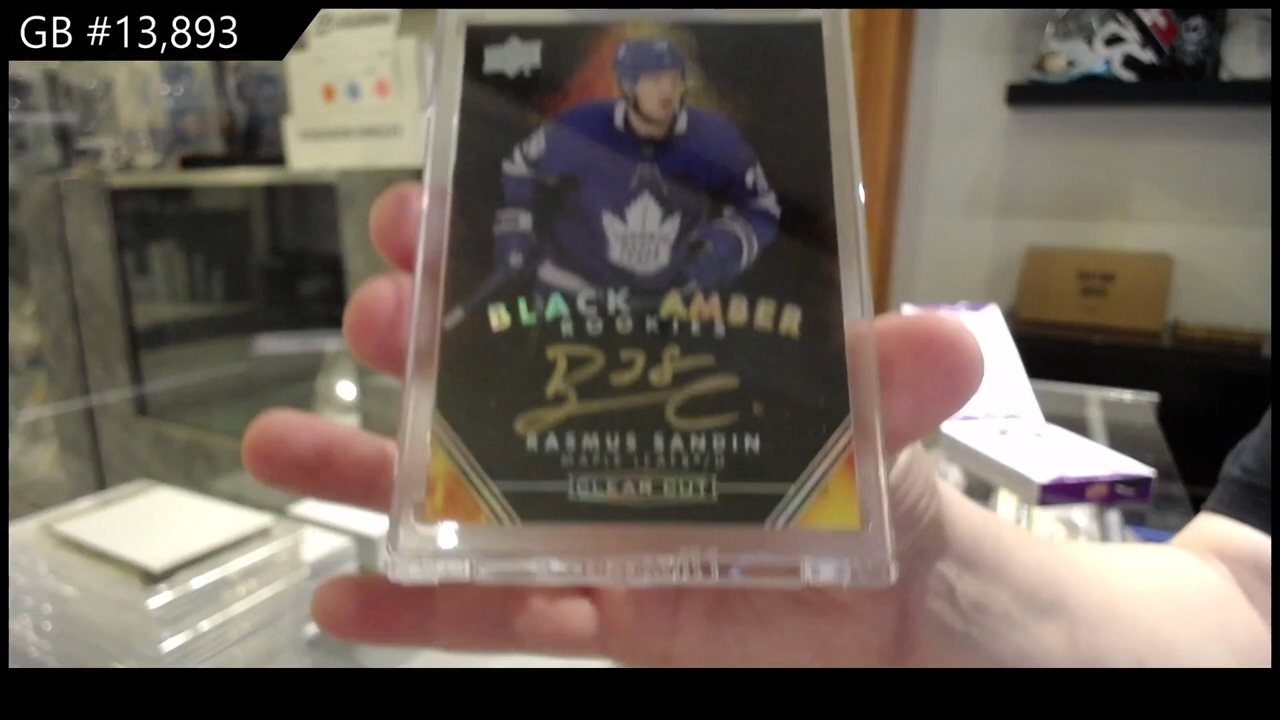 GB #13,893
BLACK AMBER
ROOKIES
RASMUS SANDIN
CLEAR CUT